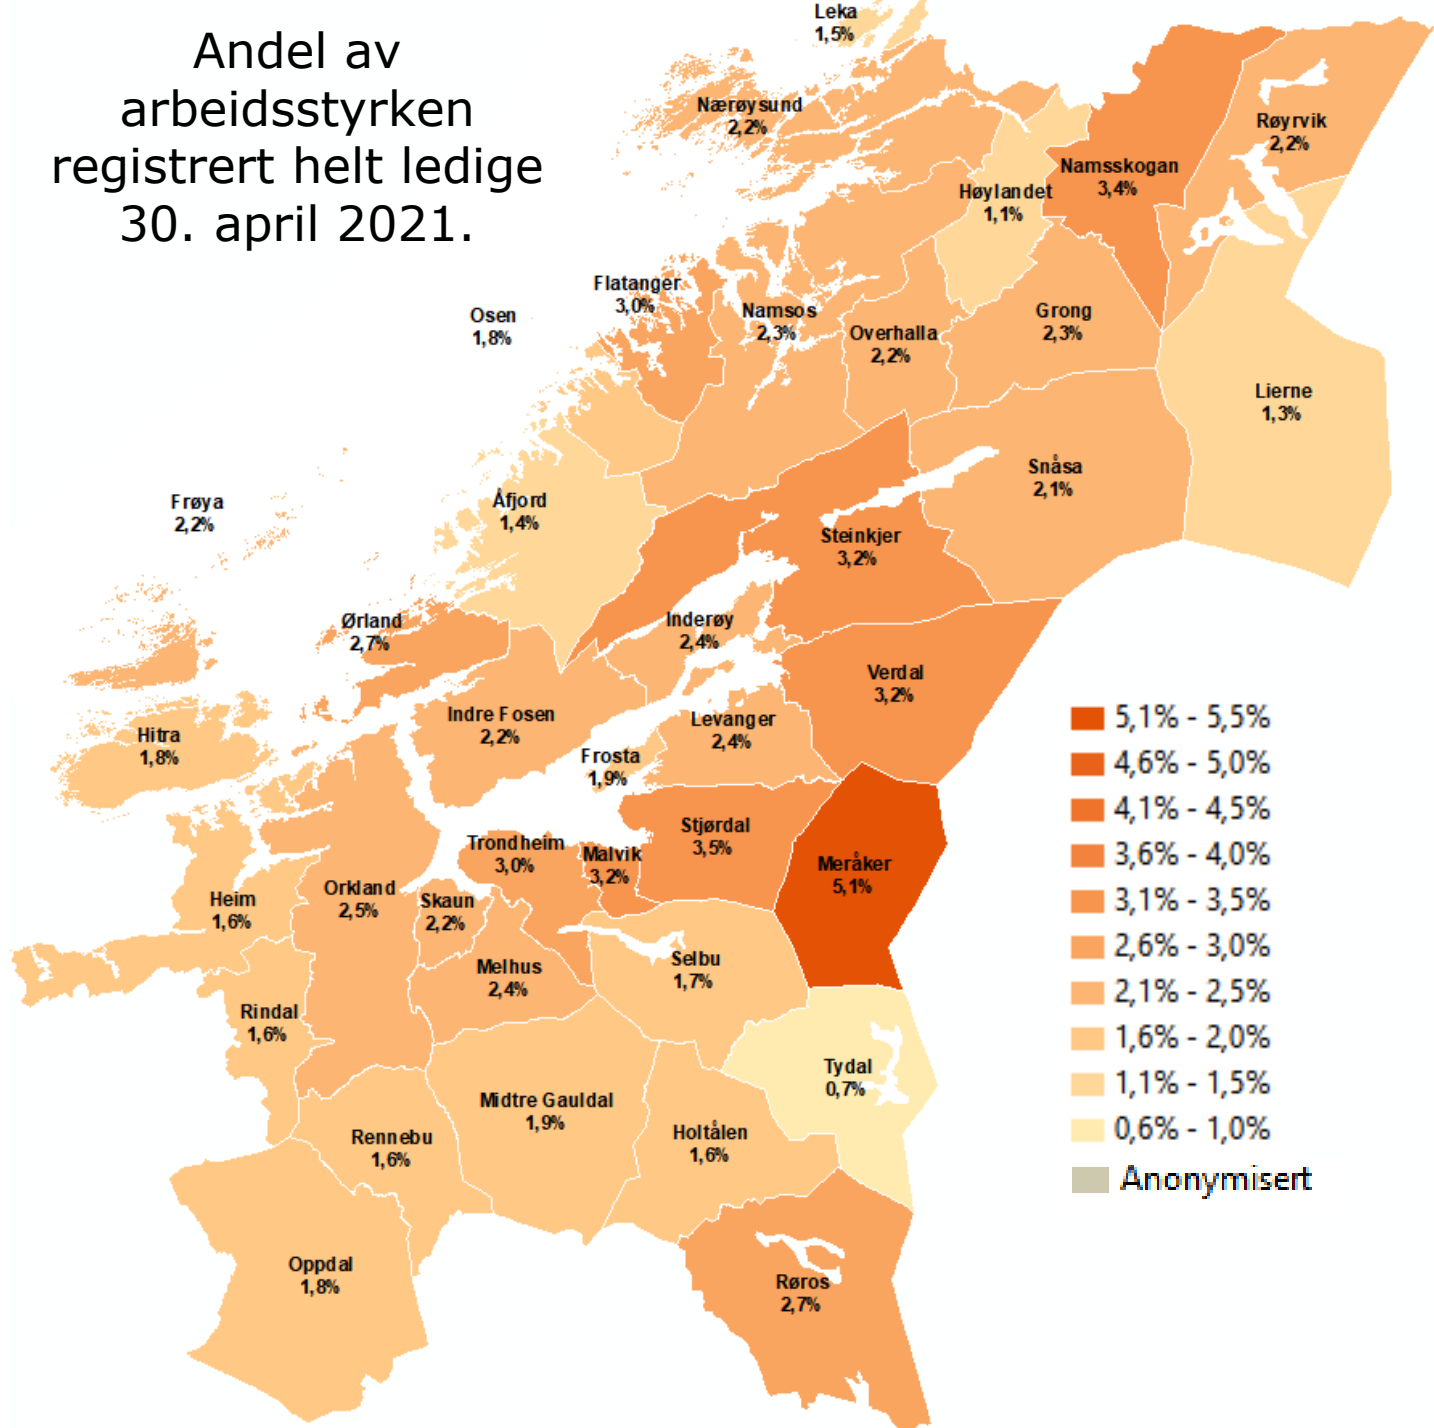 Andel av
arbeidsstyrken
registrert helt ledige
30. april 2021.
Leka
1,5%
Nærøysund
2,2%
Røyrvik
2,2%
Namsskogan
3,4%
Høylandet
1,1%
Flatanger
3,0%
Osen
1,8%
Namsos
2,3%
Overhalla
2,2%
Grong
2,3%
Lierne
1,3%
Snåsa
2,1%
Frøya
2,2%
Åfjord
1,4%
Steinkjer
3,2%
Ørland
2,7%
Inderøy
2,4%
Verdal
3,2%
Indre Fosen
2,2%
Levanger
2,4%
Hitra
1,8%
Frosta
1,9%
Stjørdal
3,5%
Trondheim
3,0%
Malvik
3,2%
Meråker
5,1%
Orkland
2,5%
Skaun
2,2%
Heim
1,6%
Melhus
2,4%
Selbu
1,7%
Rindal
1,6%
Tydal
0,7%
Midtre Gauldal
1,9%
Holtålen
1,6%
Rennebu
1,6%
Oppdal
1,8%
Røros
2,7%
5,1% - 5,5%
4,6% - 5,0%
4,1% - 4,5%
3,6% - 4,0%
3,1% - 3,5%
2,6% - 3,0%
2,1% - 2,5%
1,6% - 2,0%
1,1% - 1,5%
0,6% - 1,0%
Anonymisert